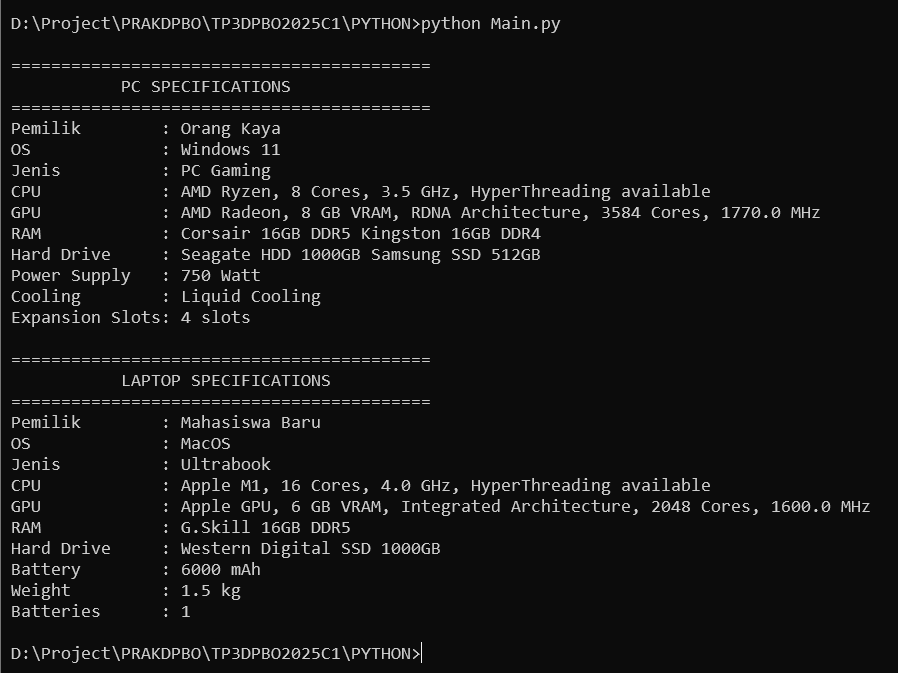 D:\Project\PRAKDPBO\TP3DPBO2025C1\PYTHON>python Main.py
==========================================
           PC SPECIFICATIONS
==========================================
Pemilik        : Orang Kaya
OS             : Windows 11
Jenis          : PC Gaming
CPU            : AMD Ryzen, 8 Cores, 3.5 GHz, HyperThreading available
GPU            : AMD Radeon, 8 GB VRAM, RDNA Architecture, 3584 Cores, 1770.0 MHz
RAM            : Corsair 16GB DDR5 Kingston 16GB DDR4
Hard Drive     : Seagate HDD 1000GB Samsung SSD 512GB
Power Supply   : 750 Watt
Cooling        : Liquid Cooling
Expansion Slots: 4 slots
==========================================
           LAPTOP SPECIFICATIONS
==========================================
Pemilik        : Mahasiswa Baru
OS             : MacOS
Jenis          : Ultrabook
CPU            : Apple M1, 16 Cores, 4.0 GHz, HyperThreading available
GPU            : Apple GPU, 6 GB VRAM, Integrated Architecture, 2048 Cores, 1600.0 MHz
RAM            : G.Skill 16GB DDR5
Hard Drive     : Western Digital SSD 1000GB
Battery        : 6000 mAh
Weight         : 1.5 kg
Batteries      : 1
D:\Project\PRAKDPBO\TP3DPBO2025C1\PYTHON>